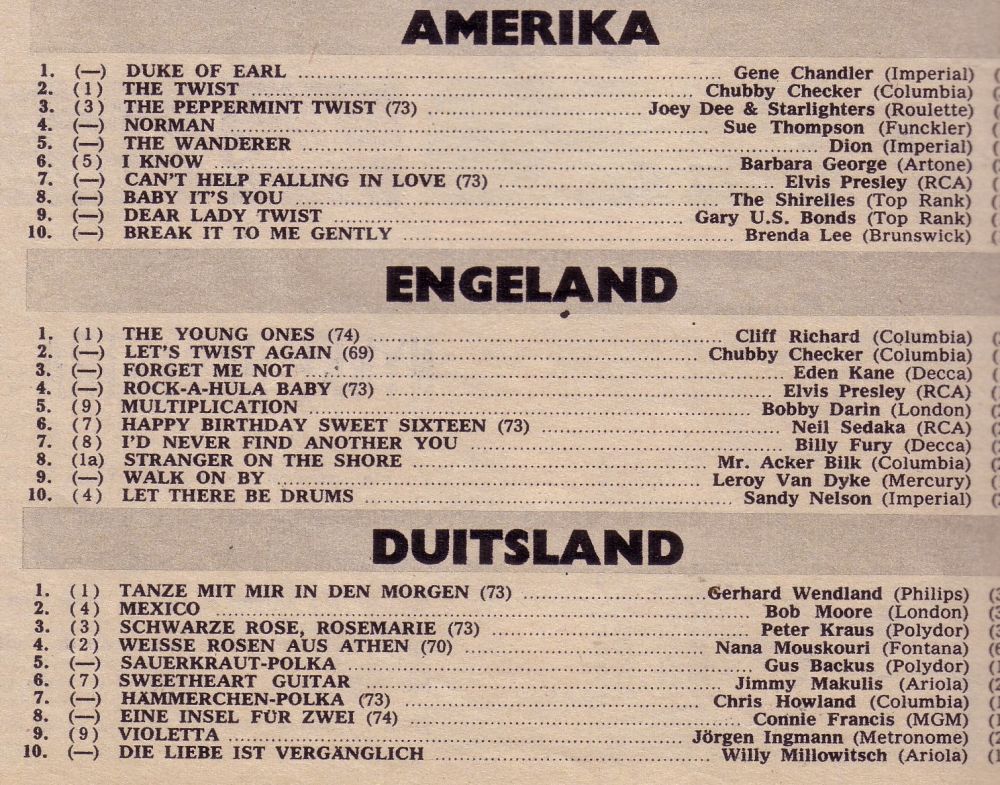 AMERIKA
1. (—) DUKE OF EARL Gene Chandler (Imperial)
2. (1) THE TWIST Chubby Checker (Columbia)
3. (3) THE PEPPERMINT TWIST (73) Joey Dee & Starlighters (Roulette)
4. (—) NORMAN Sue Thompson (Funckler)
5. (—) THE WANDERER Dion (Imperial)
6. (5) I KNOW Barbara George (Artone)
7. (—) CAN'T HELP FALLING IN LOVE (73) Elvis Presley (RCA)
8. (—) BABY IT'S YOU The Shirelles (Top Rank)
9. (—) DEAR LADY TWIST Gary U.S. Bonds (Top Rank)
10. (—) BREAK IT TO ME GENTLY Brenda Lee (Brunswick)
ENGELAND
1. (1) THE YOUNG ONES (74) Cliff Richard (Columbia)
2. (—) LET'S TWIST AGAIN (69) Chubby Checker (Columbia)
3. (—) FORGET ME NOT Eden Kane (Decca)
4. (—) ROCK-A-HULA BABY (73) Elvis Presley (RCA)
5. (9) MULTIPLICATION Bobby Darin (London)
6. (7) HAPPY BIRTHDAY SWEET SIXTEEN (73) Neil Sedaka (RCA)
7. (8) I'D NEVER FIND ANOTHER YOU Billy Fury (Decca)
8. (1a) STRANGER ON THE SHORE Mr. Acker Bilk (Columbia)
9. (—) WALK ON BY Leroy Van Dyke (Mercury)
10. (4) LET THERE BE DRUMS Sandy Nelson (Imperial)
DUITSLAND
1. (1) TANZE MIT MIR IN DEN MORGEN (73) Gerhard Wendland (Philips)
2. (4) MEXICO Bob Moore (London)
3. (3) SCHWARZE ROSE, ROSEMARIE (73) Peter Kraus (Polydor)
4. (2) WEISSE ROSEN AUS ATHEN (70) Nana Mouskouri (Fontana)
5. (—) SAUERKRAUT-POLKA Gus Backus (Polydor)
6. (7) SWEETHEART GUITAR Jimmy Makulis (Ariola)
7. (—) HÄMMERCHEN-POLKA (73) Chris Howland (Columbia)
8. (—) EINE INSEL FÜR ZWEI (74) Connie Francis (MGM)
9. (9) VIOLETTA Jörgen Ingmann (Metronome)
10. (—) DIE LIEBE IST VERGÄNGLICH Willy Millowitsch (Ariola)